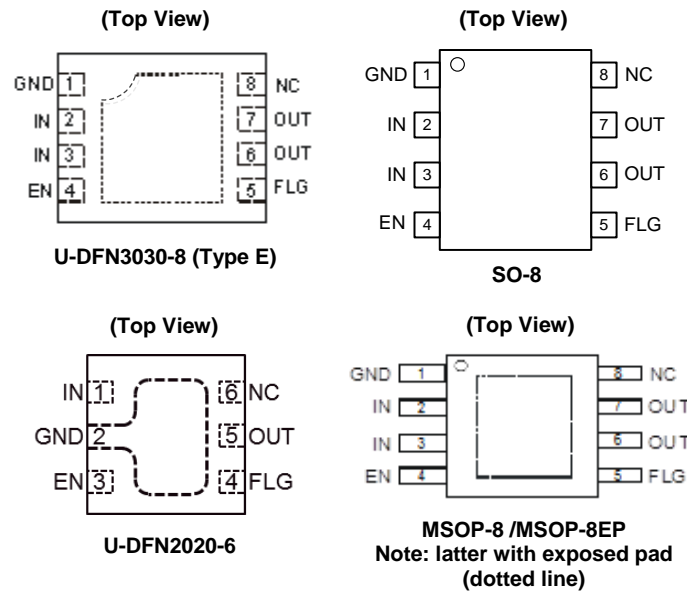 (Top View)
GND 1 8 NC
IN 2 7 OUT
IN 3 6 OUT
EN 4 5 FLG
U-DFN3030-8 (Type E)
(Top View)
GND 1 8 NC
IN 2 7 OUT
IN 3 6 OUT
EN 4 5 FLG
SO-8
(Top View)
IN 1 6 NC
GND 2 5 OUT
EN 3 4 FLG
U-DFN2020-6
(Top View)
GND 1 8 NC
IN 2 7 OUT
IN 3 6 OUT
EN 4 5 FLG
MSOP-8 /MSOP-8EP
Note: latter with exposed pad
(dotted line)